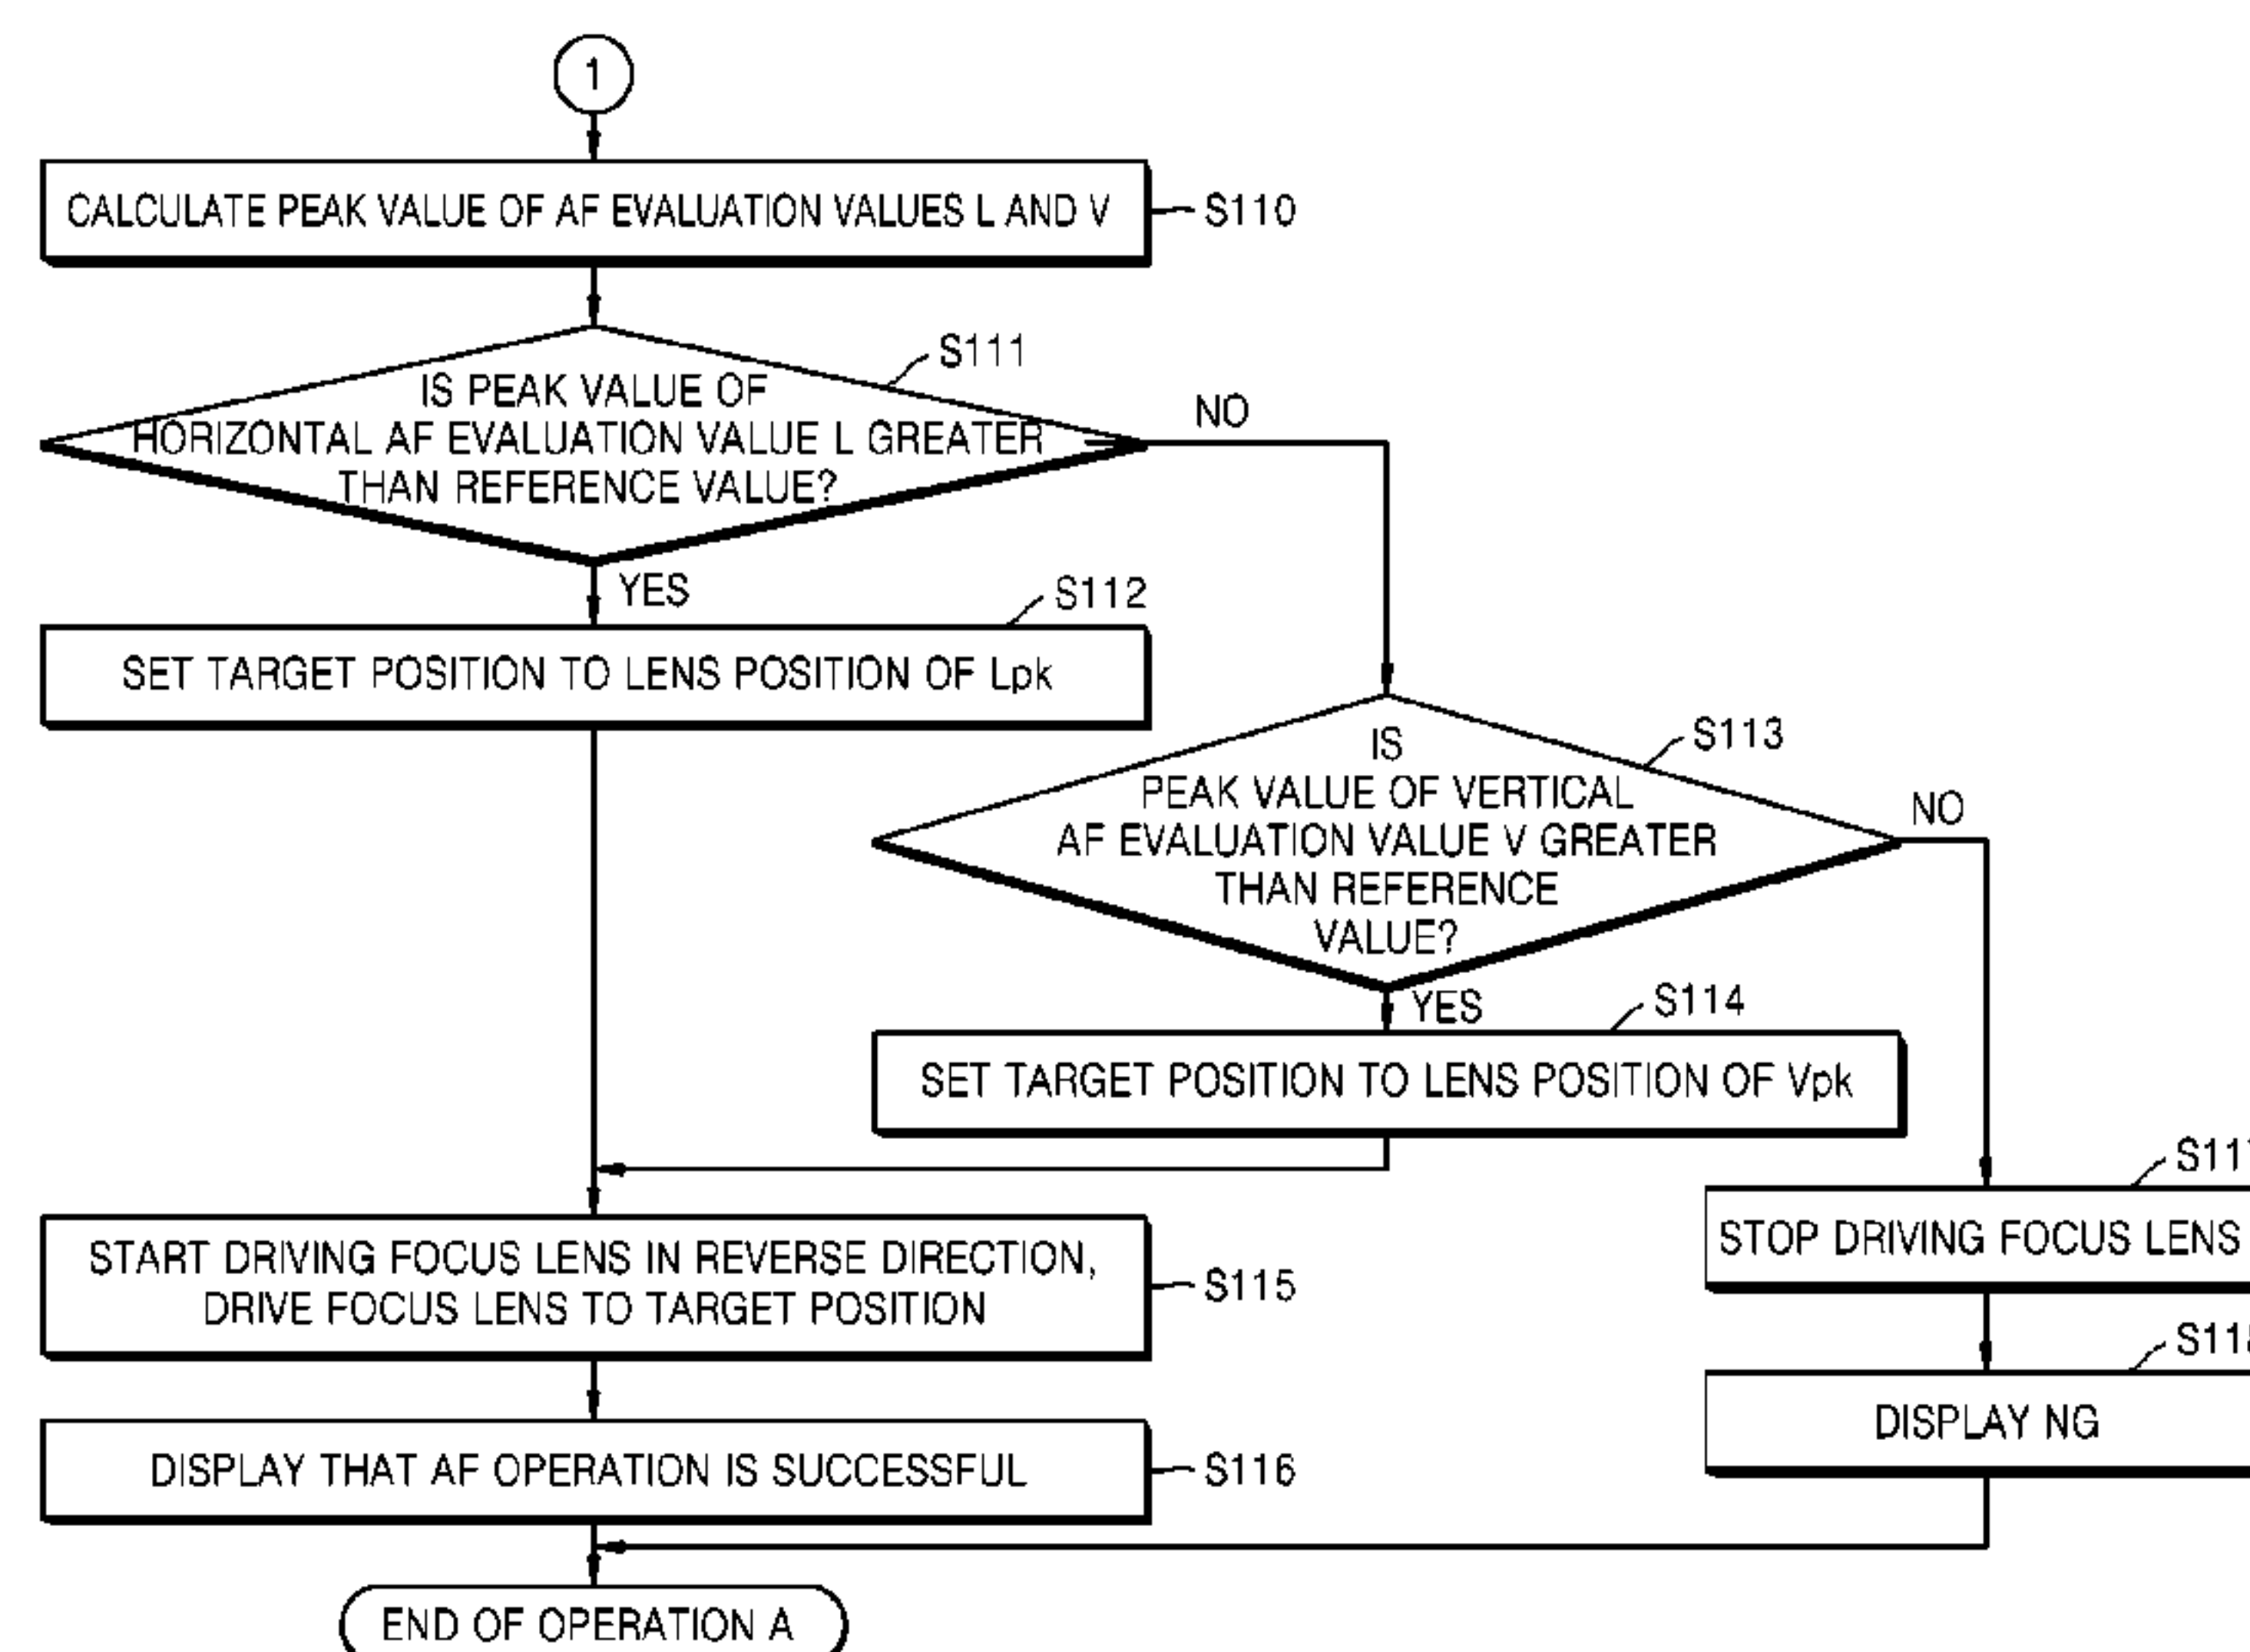 1
CALCULATE PEAK VALUE OF AF EVALUATION VALUES L AND V
S110
S111
IS PEAK VALUE OF
HORIZONTAL AF EVALUATION VALUE L GREATER
THAN REFERENCE VALUE?
NO
YES
S112
SET TARGET POSITION TO LENS POSITION OF Lpk
S113
IS
PEAK VALUE OF VERTICAL
AF EVALUATION VALUE V GREATER
THAN REFERENCE
VALUE?
NO
YES
S114
SET TARGET POSITION TO LENS POSITION OF Vpk
STOP DRIVING FOCUS LENS
START DRIVING FOCUS LENS IN REVERSE DIRECTION,
DRIVE FOCUS LENS TO TARGET POSITION
S115
DISPLAY NG
DISPLAY THAT AF OPERATION IS SUCCESSFUL
S116
END OF OPERATION A